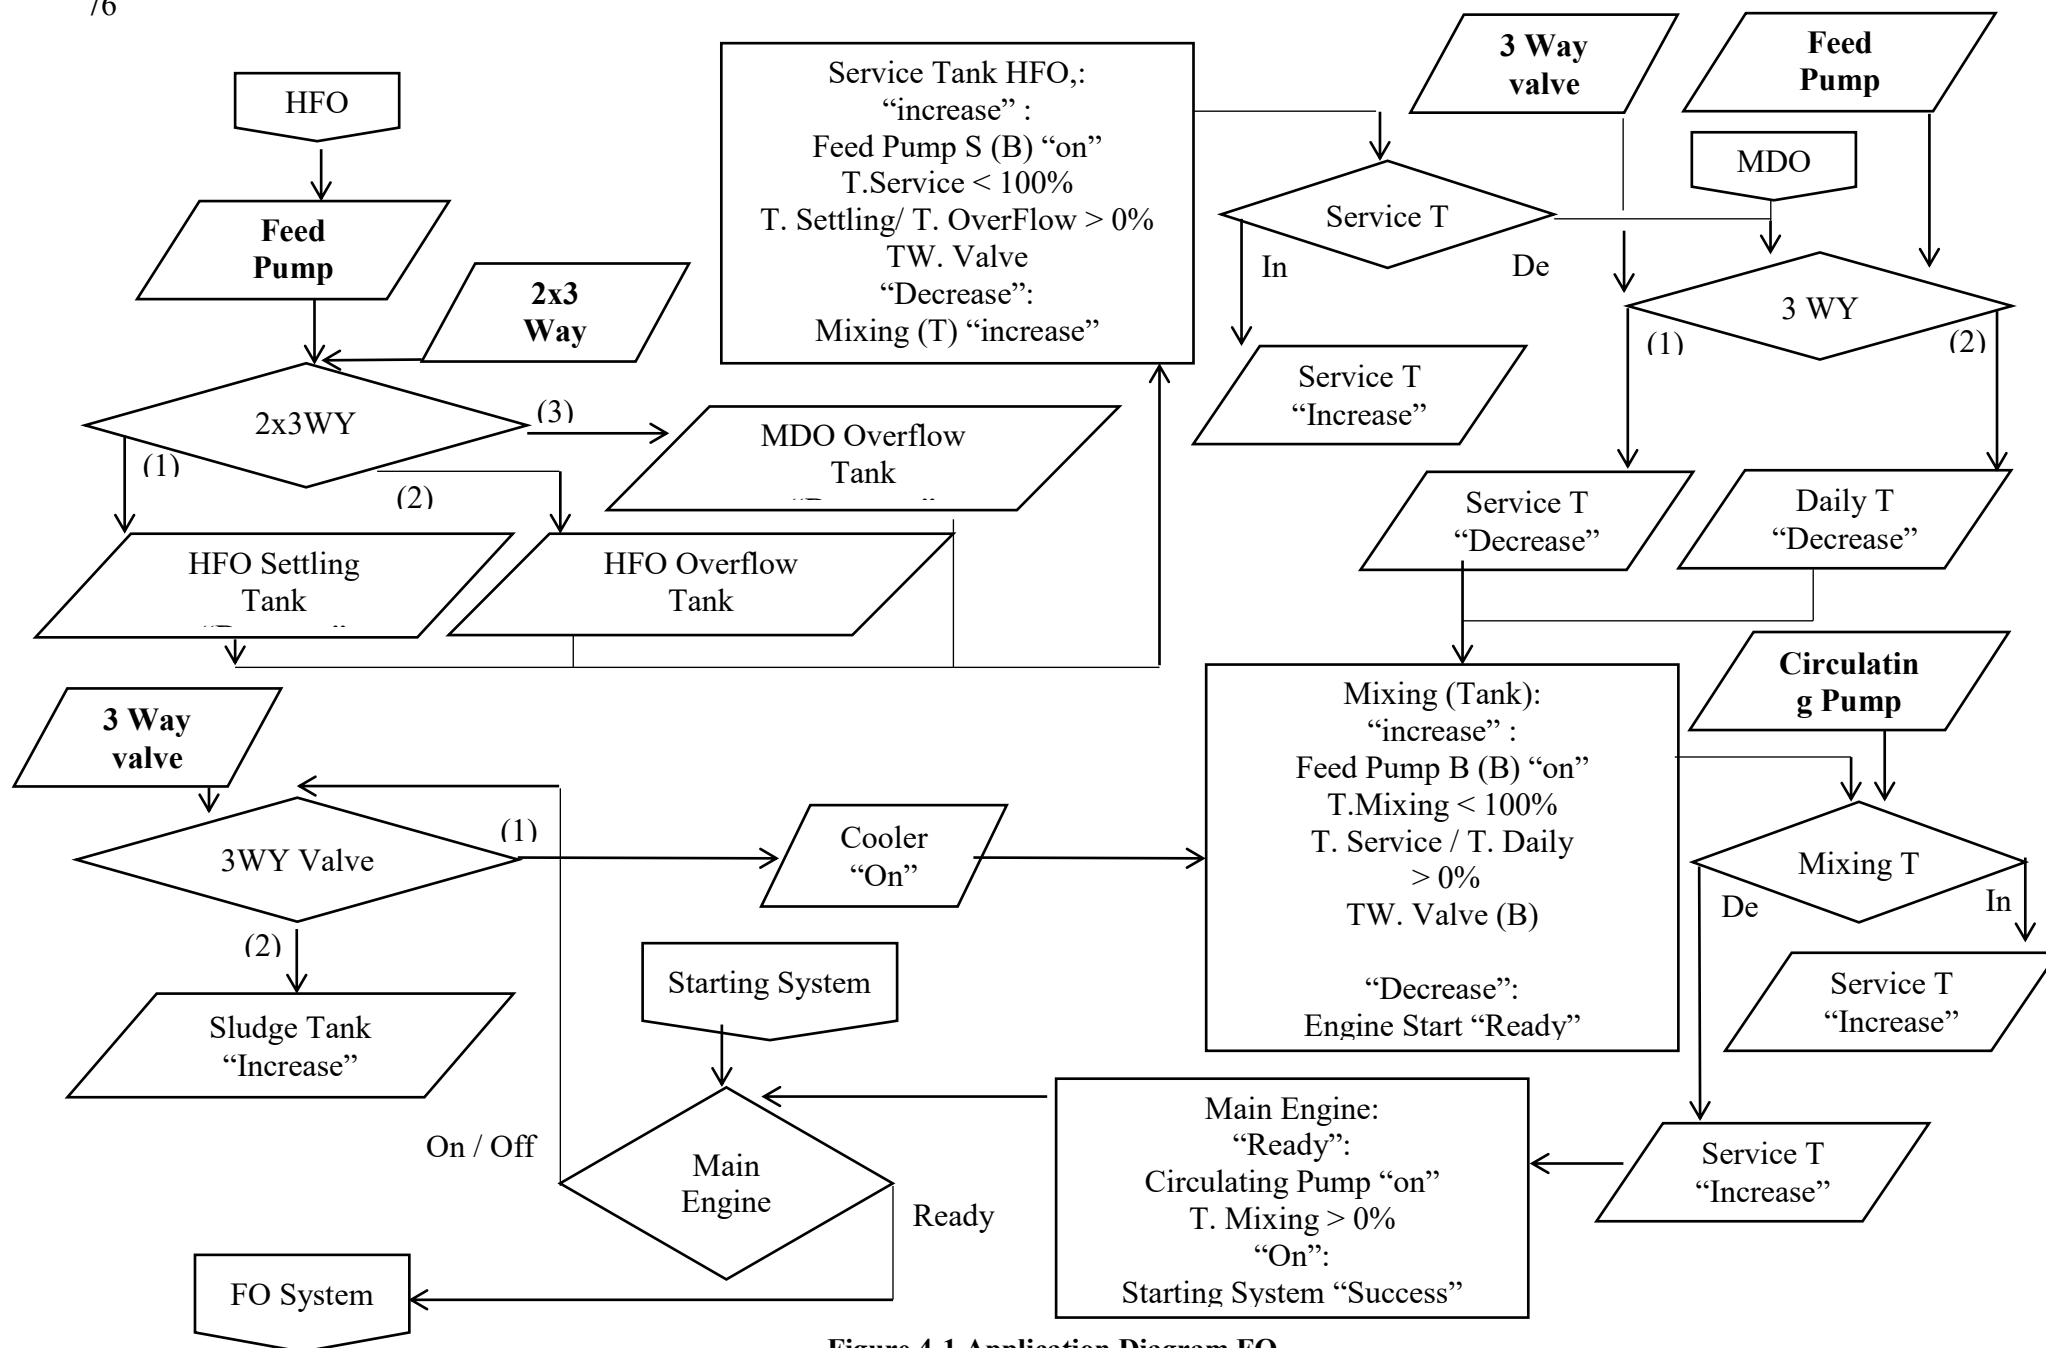 76
HFO
Feed
Pump
2x3
Way
2x3WY
(1)
(2)
(3)
MDO Overflow
Tank
HFO Settling
Tank
HFO Overflow
Tank
Service Tank HFO,:
“increase” :
Feed Pump S (B) “on”
T.Service < 100%
T. Settling/ T. OverFlow > 0%
TW. Valve
“Decrease”:
Mixing (T) “increase”
Service T
In
De
Service T
“Increase”
3 Way
valve
Feed
Pump
MDO
3 WY
(1)
(2)
Service T
“Decrease”
Daily T
“Decrease”
3 Way
valve
3WY Valve
(1)
(2)
Sludge Tank
“Increase”
Cooler
“On”
Mixing (Tank):
“increase” :
Feed Pump B (B) “on”
T.Mixing < 100%
T. Service / T. Daily
> 0%
TW. Valve (B)
“Decrease”:
Engine Start “Ready”
Circulatin
g Pump
Mixing T
De
In
Service T
“Increase”
Service T
“Increase”
Starting System
Main
Engine
On / Off
Ready
Main Engine:
“Ready”:
Circulating Pump “on”
T. Mixing > 0%
“On”:
Starting System “Success”
FO System
Figure 4-1 Application Diagram FO